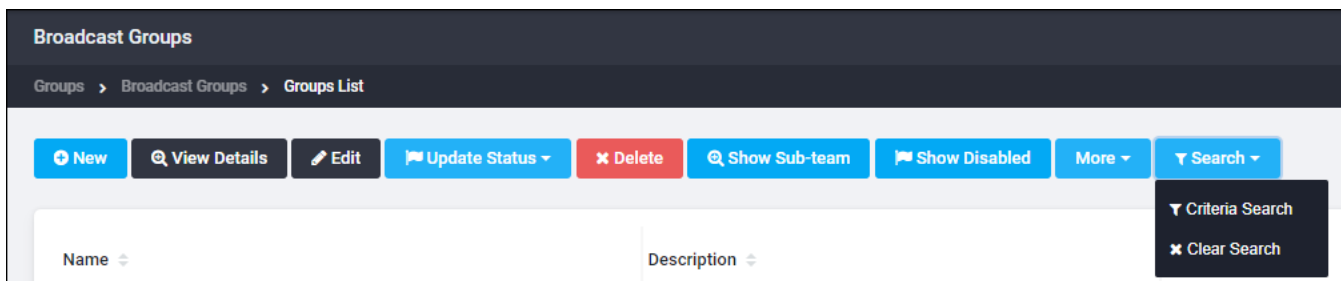 Broadcast Groups
Groups > Broadcast Groups > Groups List
New View Details Edit Update Status Delete Show Sub-team Show Disabled More Search
Criteria Search
Clear Search
Name Description